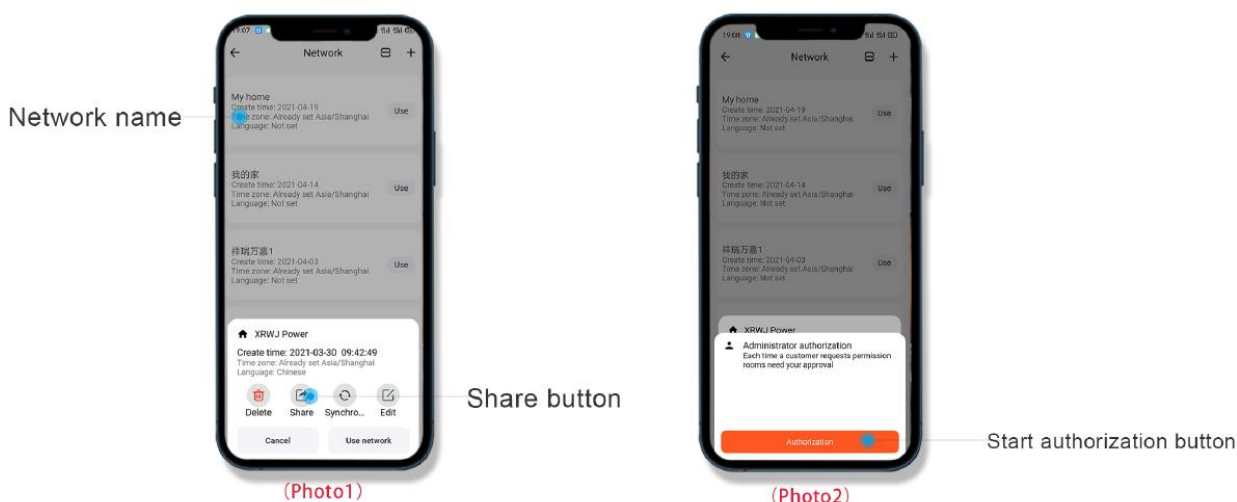 19:07
Network
My home
Create time: 2021-04-19
Time zone: Already set Asia/Shanghai
Language: Not set
Use
我的家
Create time: 2021-04-14
Time zone: Already set Asia/Shanghai
Language: Not set
Use
祥瑞万嘉1
Create time: 2021-04-03
Time zone: Already set Asia/Shanghai
Language: Not set
Use
XRWJ Power
Create time: 2021-03-30 09:42:49
Time zone: Already set Asia/Shanghai
Language: Chinese
Delete
Share
Synchro...
Edit
Cancel
Use network
Network name
Share button
(Photo1)
19:08
Network
My home
Create time: 2021-04-19
Time zone: Already set Asia/Shanghai
Language: Not set
Use
我的家
Create time: 2021-04-14
Time zone: Already set Asia/Shanghai
Language: Not set
Use
祥瑞万嘉1
Create time: 2021-04-03
Time zone: Already set Asia/Shanghai
Language: Not set
Use
XRWJ Power
Administrator authorization
Each time a customer requests permission
rooms need your approval
Authorization
Start authorization button
(Photo2)